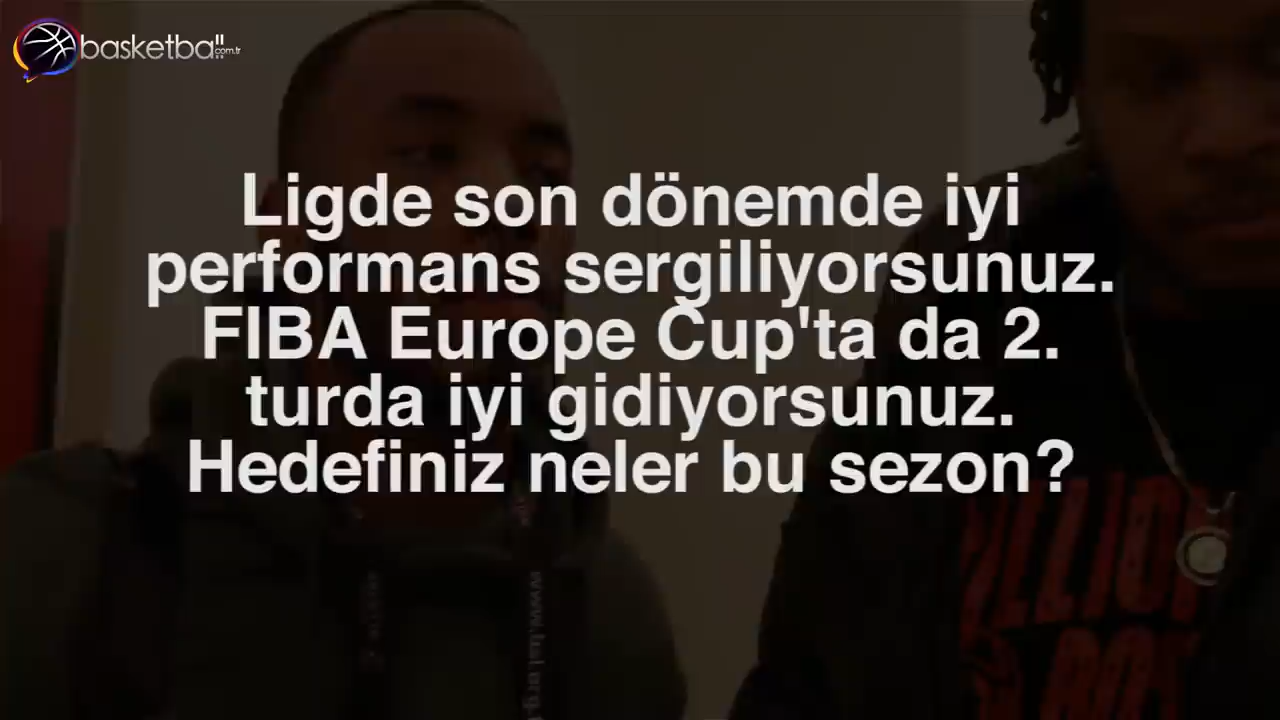 basketball.com.tr
Ligde son dönemde iyi
performans sergiliyorsunuz.
FIBA Europe Cup'ta da 2.
turda iyi gidiyorsunuz.
Hedefiniz neler bu sezon?